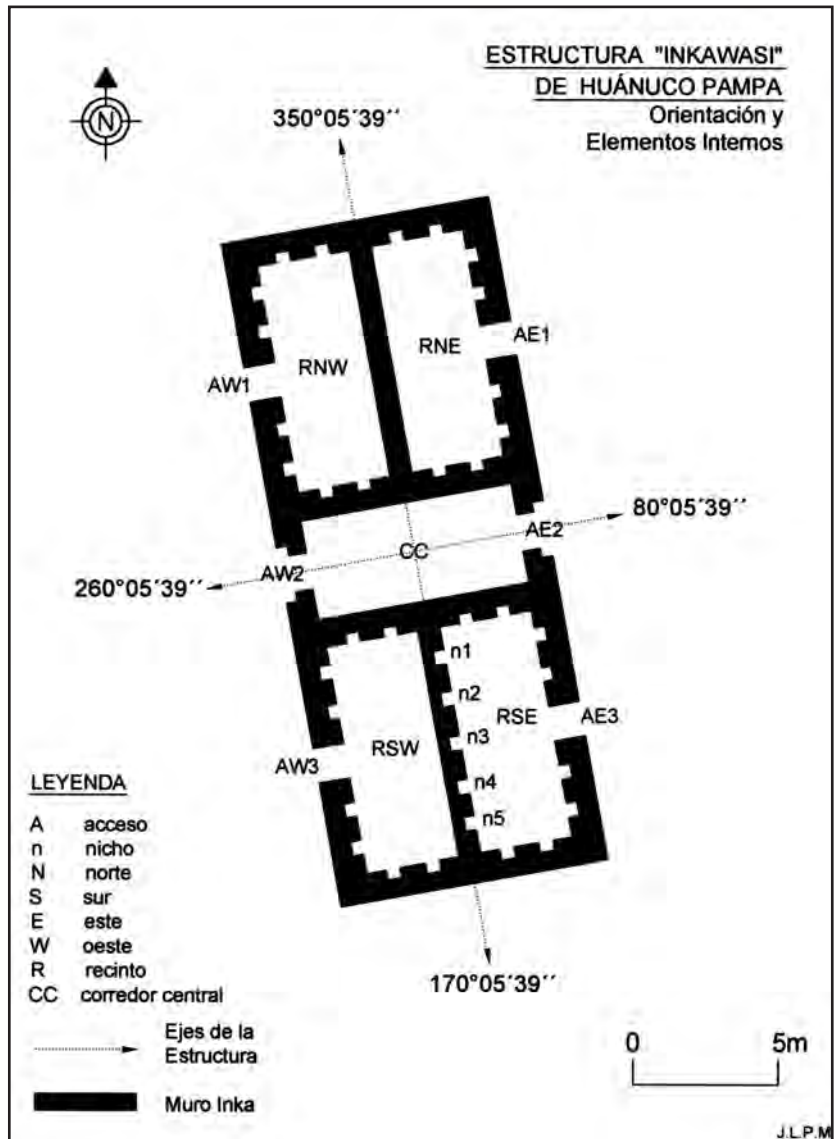 ESTRUCTURA "INKAWASI"
DE HUÁNUCO PAMPA
Orientación y
Elementos Internos
N
350°05´39´´
RNW
RNE
AE1
AW1
80°05´39´´
AE2
CC
AW2
260°05´39´´
n1
n2
RSE
AE3
n3
RSW
AW3
n4
n5
170°05´39´´
LEYENDA
A acceso
n nicho
N norte
S sur
E este
W oeste
R recinto
CC corredor central
Ejes de la
Estructura
Muro Inka
0 5m
J.L.P.M